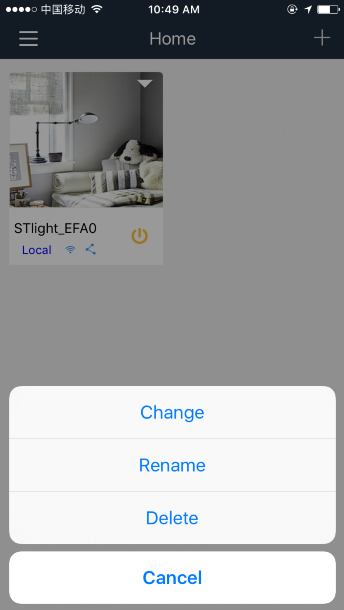 中国移动 10:49 AM
Home
STlight_EFA0
Local
Change
Rename
Delete
Cancel